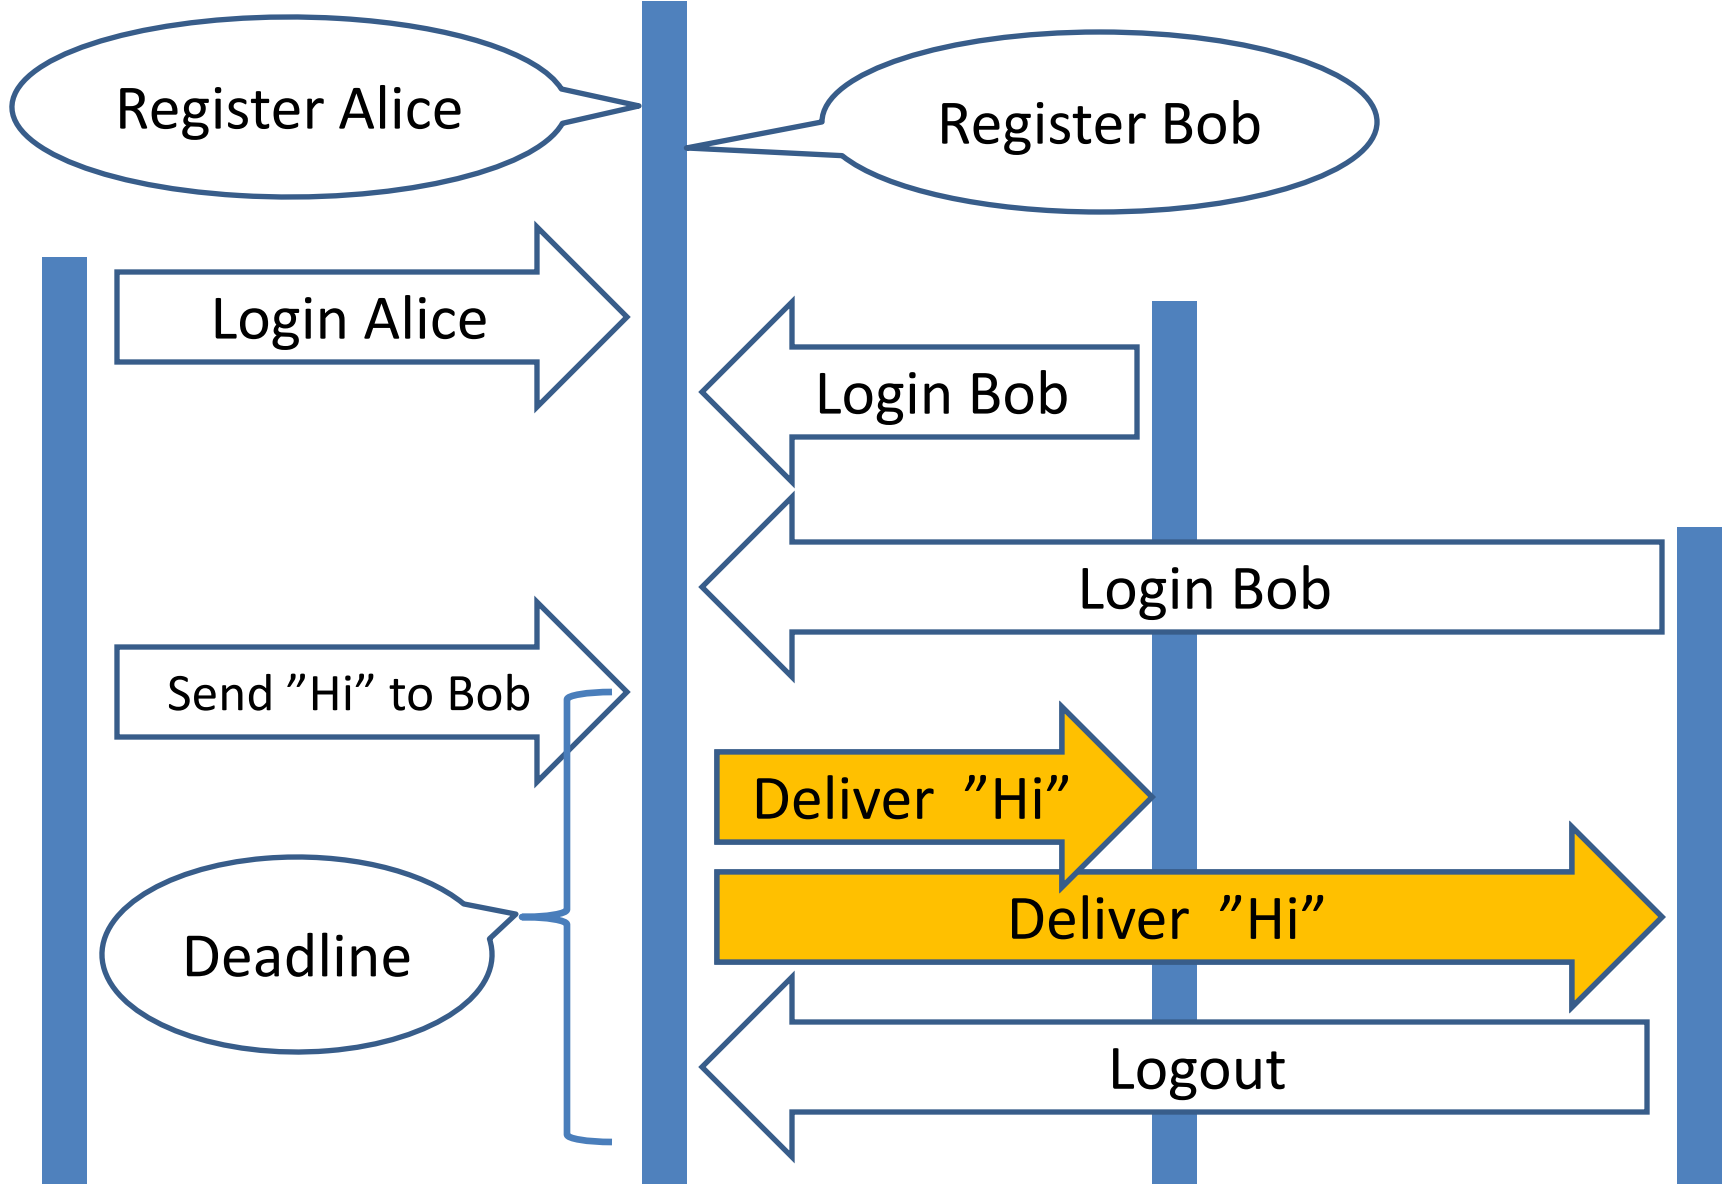 Register Alice
Register Bob
Login Alice
Login Bob
Login Bob
Send ”Hi” to Bob
Deliver ”Hi”
Deliver ”Hi”
Deadline
Logout